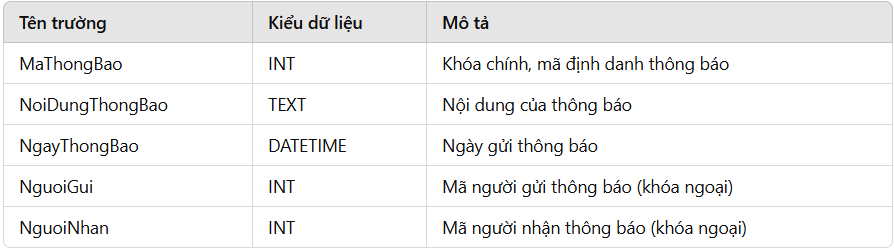 Tên trường Kiểu dữ liệu Mô tả
MaThongBao INT Khóa chính, mã định danh thông báo
NoiDungThongBao TEXT Nội dung của thông báo
NgayThongBao DATETIME Ngày gửi thông báo
NguoiGui INT Mã người gửi thông báo (khóa ngoại)
NguoiNhan INT Mã người nhận thông báo (khóa ngoại)